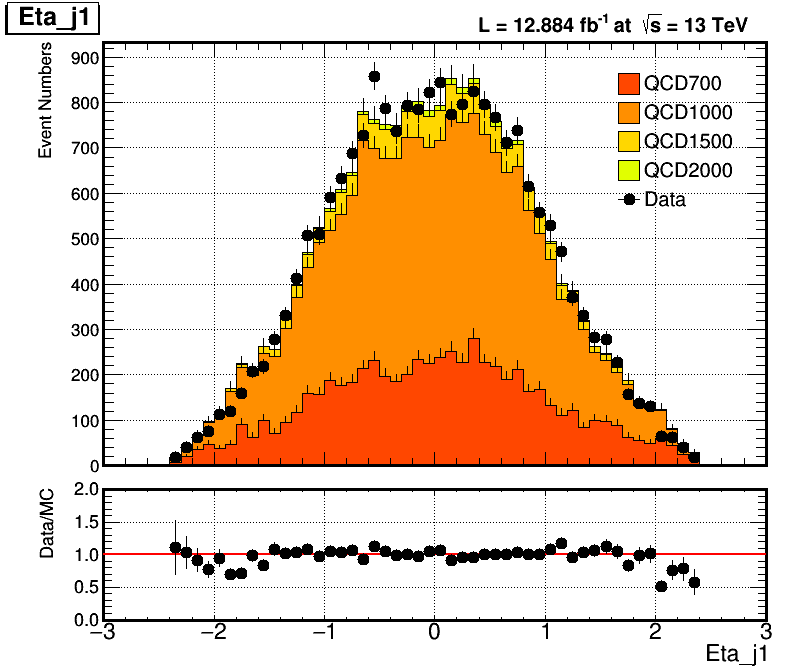 Eta_j1
L = 12.884 fb⁻¹ at √s = 13 TeV
Event Numbers
900
800
700
600
500
400
300
200
100
0
QCD700
QCD1000
QCD1500
QCD2000
Data
Data/MC
2.0
1.5
1.0
0.5
0.0
−3 −2 −1 0 1 2 3
Eta_j1